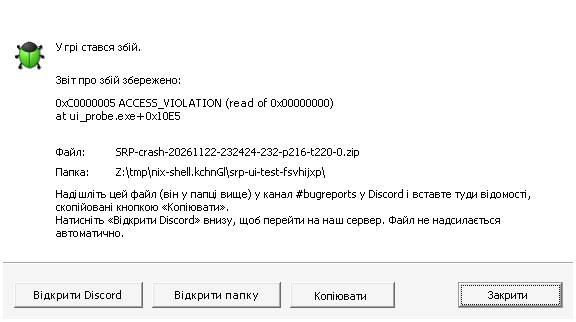 У грі стався збій.
Звіт про збій збережено:
0xC0000005 ACCESS_VIOLATION (read of 0x00000000)
at ui_probe.exe+0x10E5
Файл: SRP-crash-20261122-232424-232-p216-t220-0.zip
Папка: Z:\tmp\nix-shell.kchnGl\srp-ui-test-fsvhijxp\
Надішліть цей файл (він у папці вище) у канал #bugreports у Discord і вставте туди відомості,
скопійовані кнопкою «Копіювати».
Натисніть «Відкрити Discord» внизу, щоб перейти на наш сервер. Файл не надсилається
автоматично.
Відкрити Discord
Відкрити папку
Копіювати
Закрити